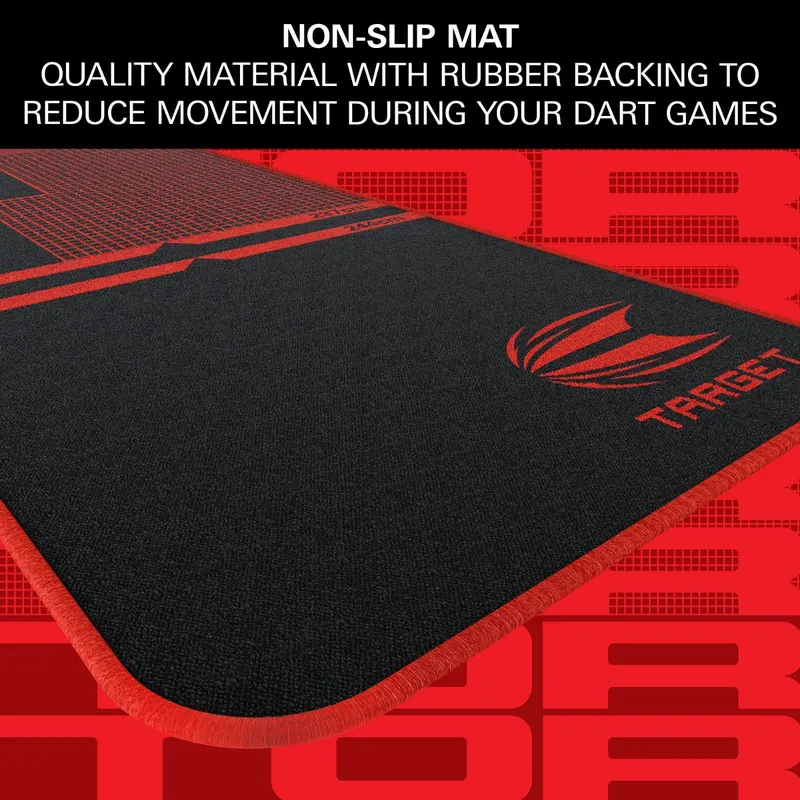 NON-SLIP MAT
QUALITY MATERIAL WITH RUBBER BACKING TO
REDUCE MOVEMENT DURING YOUR DART GAMES
TARGET